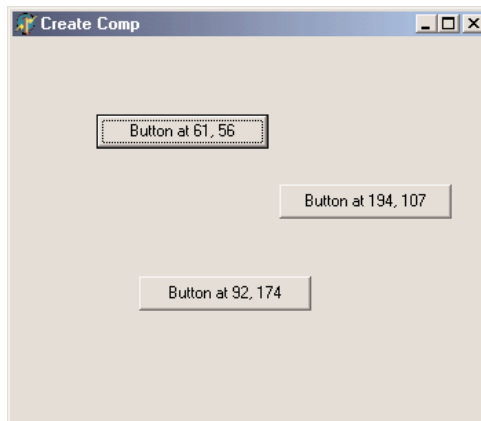 Create Comp
Button at 61, 56
Button at 194, 107
Button at 92, 174